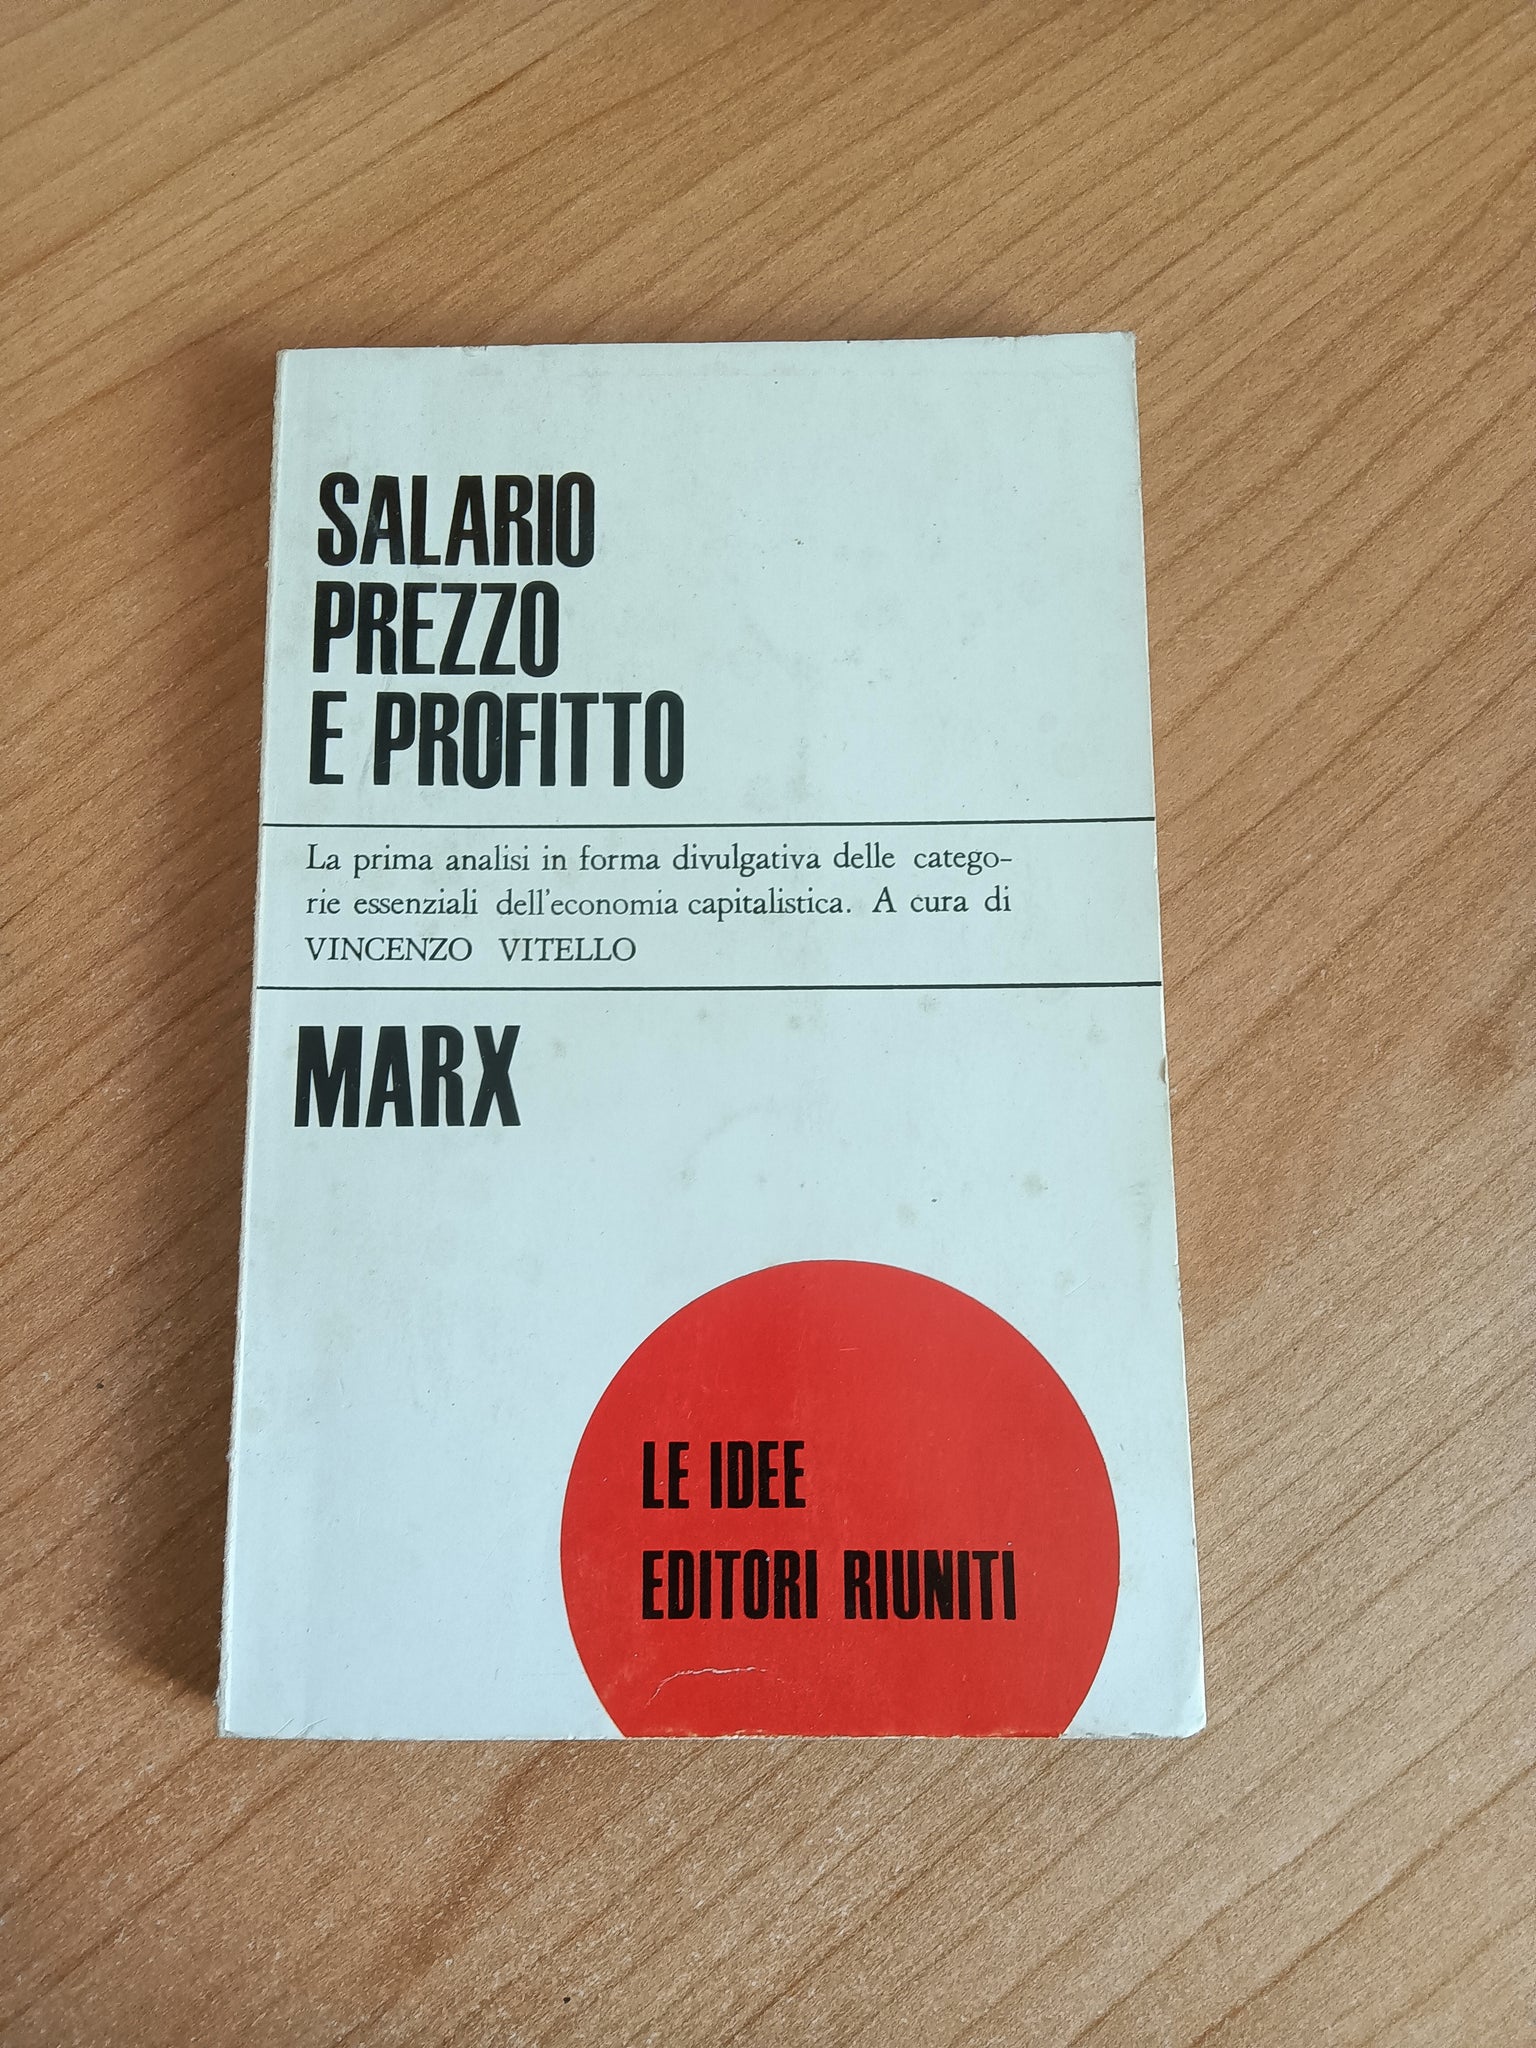 SALARIO
PREZZO
E PROFITTO
La prima analisi in forma divulgativa delle catego-
rie essenziali dell'economia capitalistica. A cura di
VINCENZO VITELLO
MARX
LE IDEE
EDITORI RIUNITI